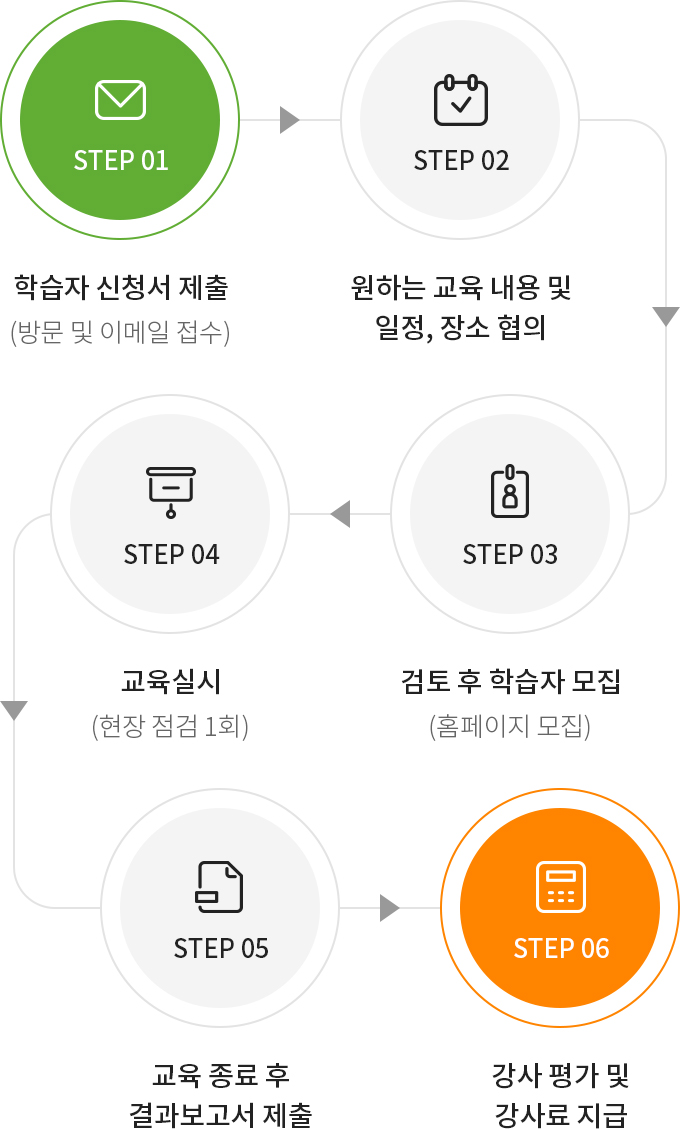 STEP 01
학습자 신청서 제출
(방문 및 이메일 접수)
STEP 02
원하는 교육 내용 및
일정, 장소 협의
STEP 03
검토 후 학습자 모집
(홈페이지 모집)
STEP 04
교육실시
(현장 점검 1회)
STEP 05
교육 종료 후
결과보고서 제출
STEP 06
강사 평가 및
강사료 지급